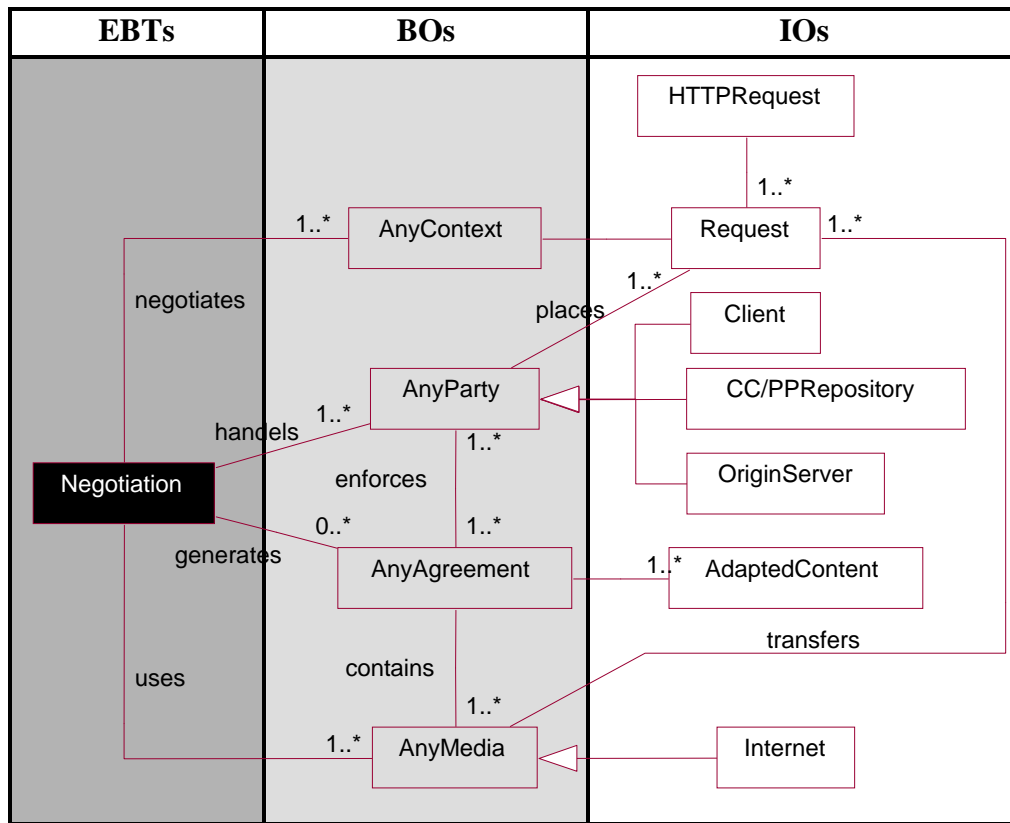 EBTs
BOs
IOs
HTTPRequest
1..*
1..*
AnyContext
Request
1..*
negotiates
1..*
places
Client
AnyParty
CC/PPRepository
1..*
handels
1..*
enforces
OriginServer
Negotiation
0..*
1..*
generates
AnyAgreement
1..*
AdaptedContent
transfers
contains
uses
1..*
1..*
AnyMedia
Internet